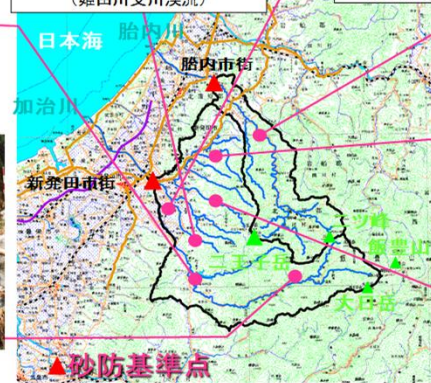 (姫田川支川渓流)
日本海
胎内川
胎内市街
加治川
新発田市街
二ツ峰
飯豊山
二王子岳
大日岳
砂防基準点